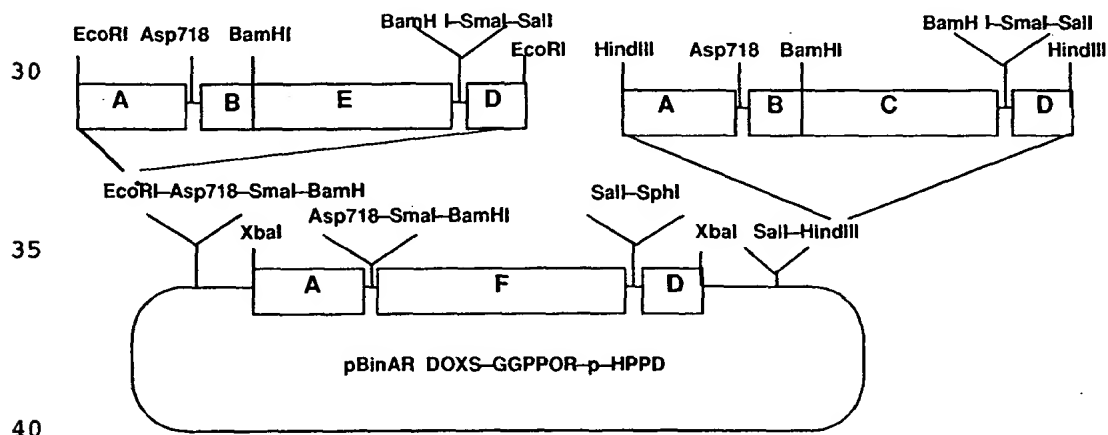 BamH I–SmaI–SalI
BamH I–SmaI–SalI
EcoRI Asp718 BamHI EcoRI
HindIII Asp718 BamHI HindIII
30
A B E D
A B C D
EcoRI–Asp718–SmaI–BamH
SalI–SphI
Asp718–SmaI–BamHI
35
XbaI
XbaI SalI–HindIII
A F D
pBinAR DOXS–GGPPOR–p–HPPD
40